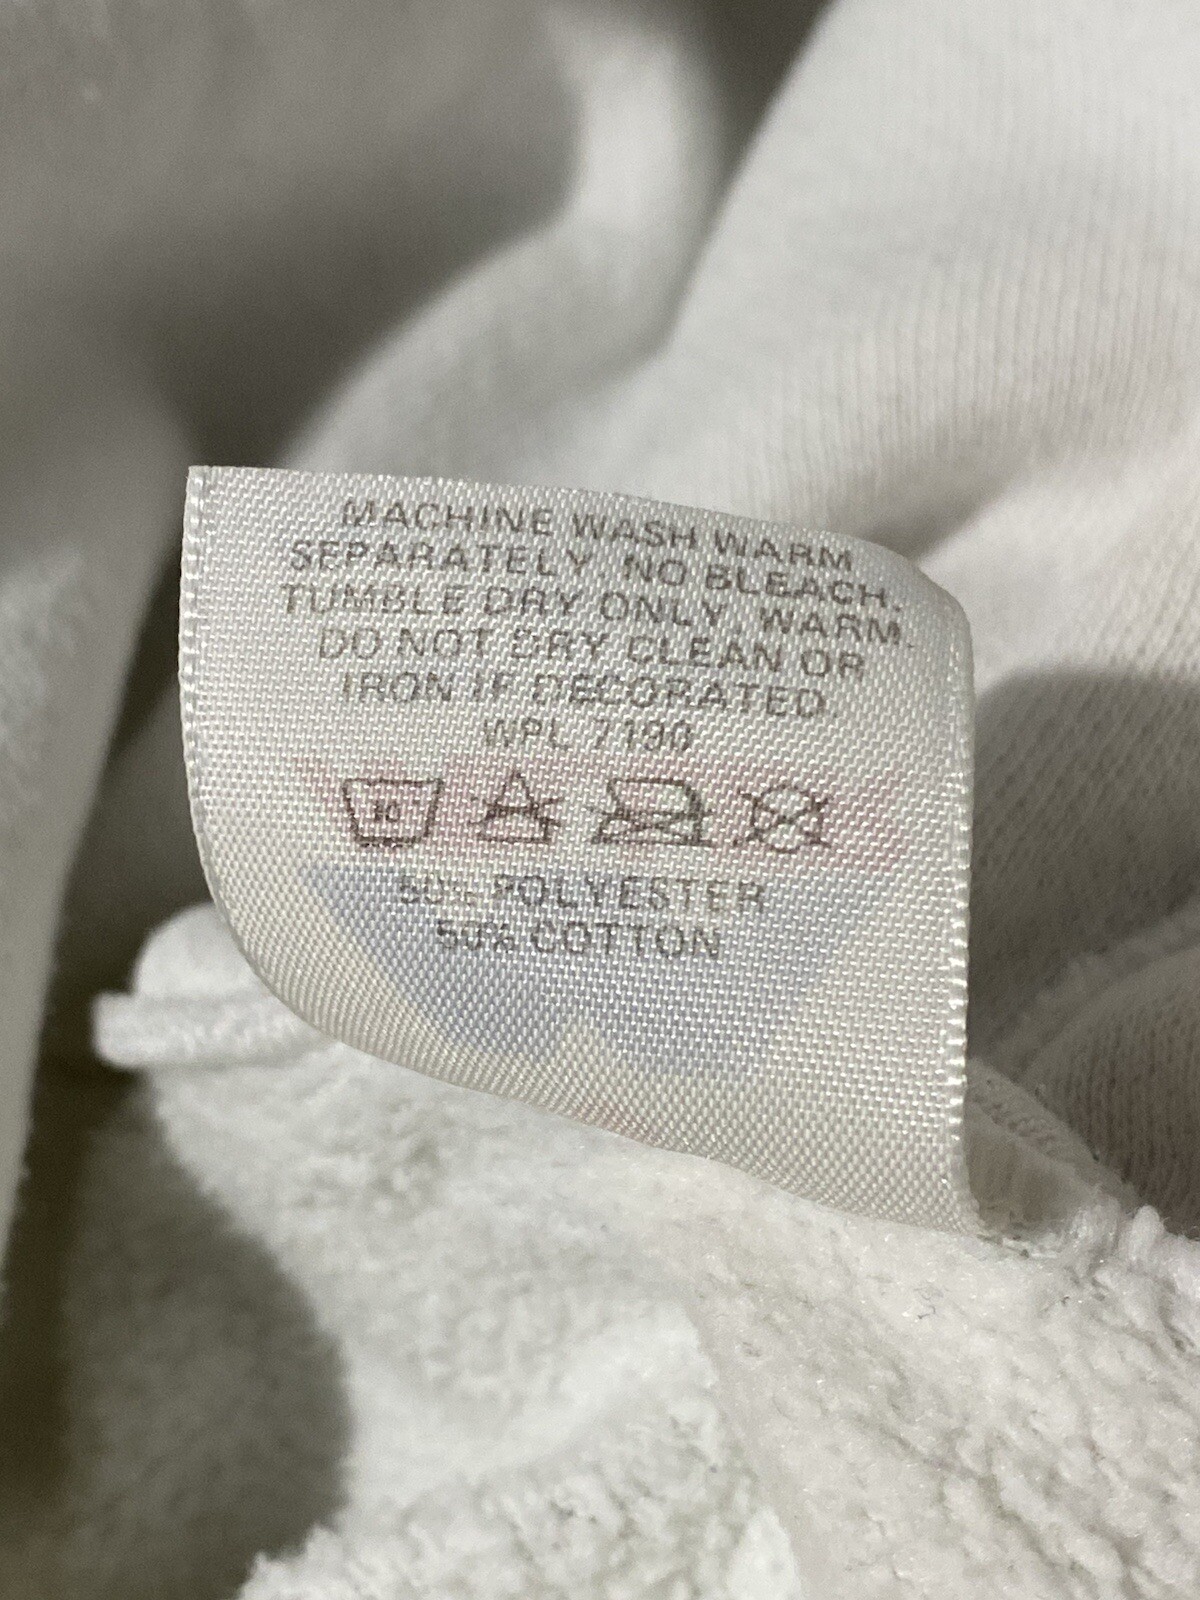 MACHINE WASH WARM
SEPARATELY. NO BLEACH.
TUMBLE DRY ONLY, WARM.
DO NOT DRY CLEAN OR
IRON IF DECORATED.
WPL 7190
50% POLYESTER
50% COTTON